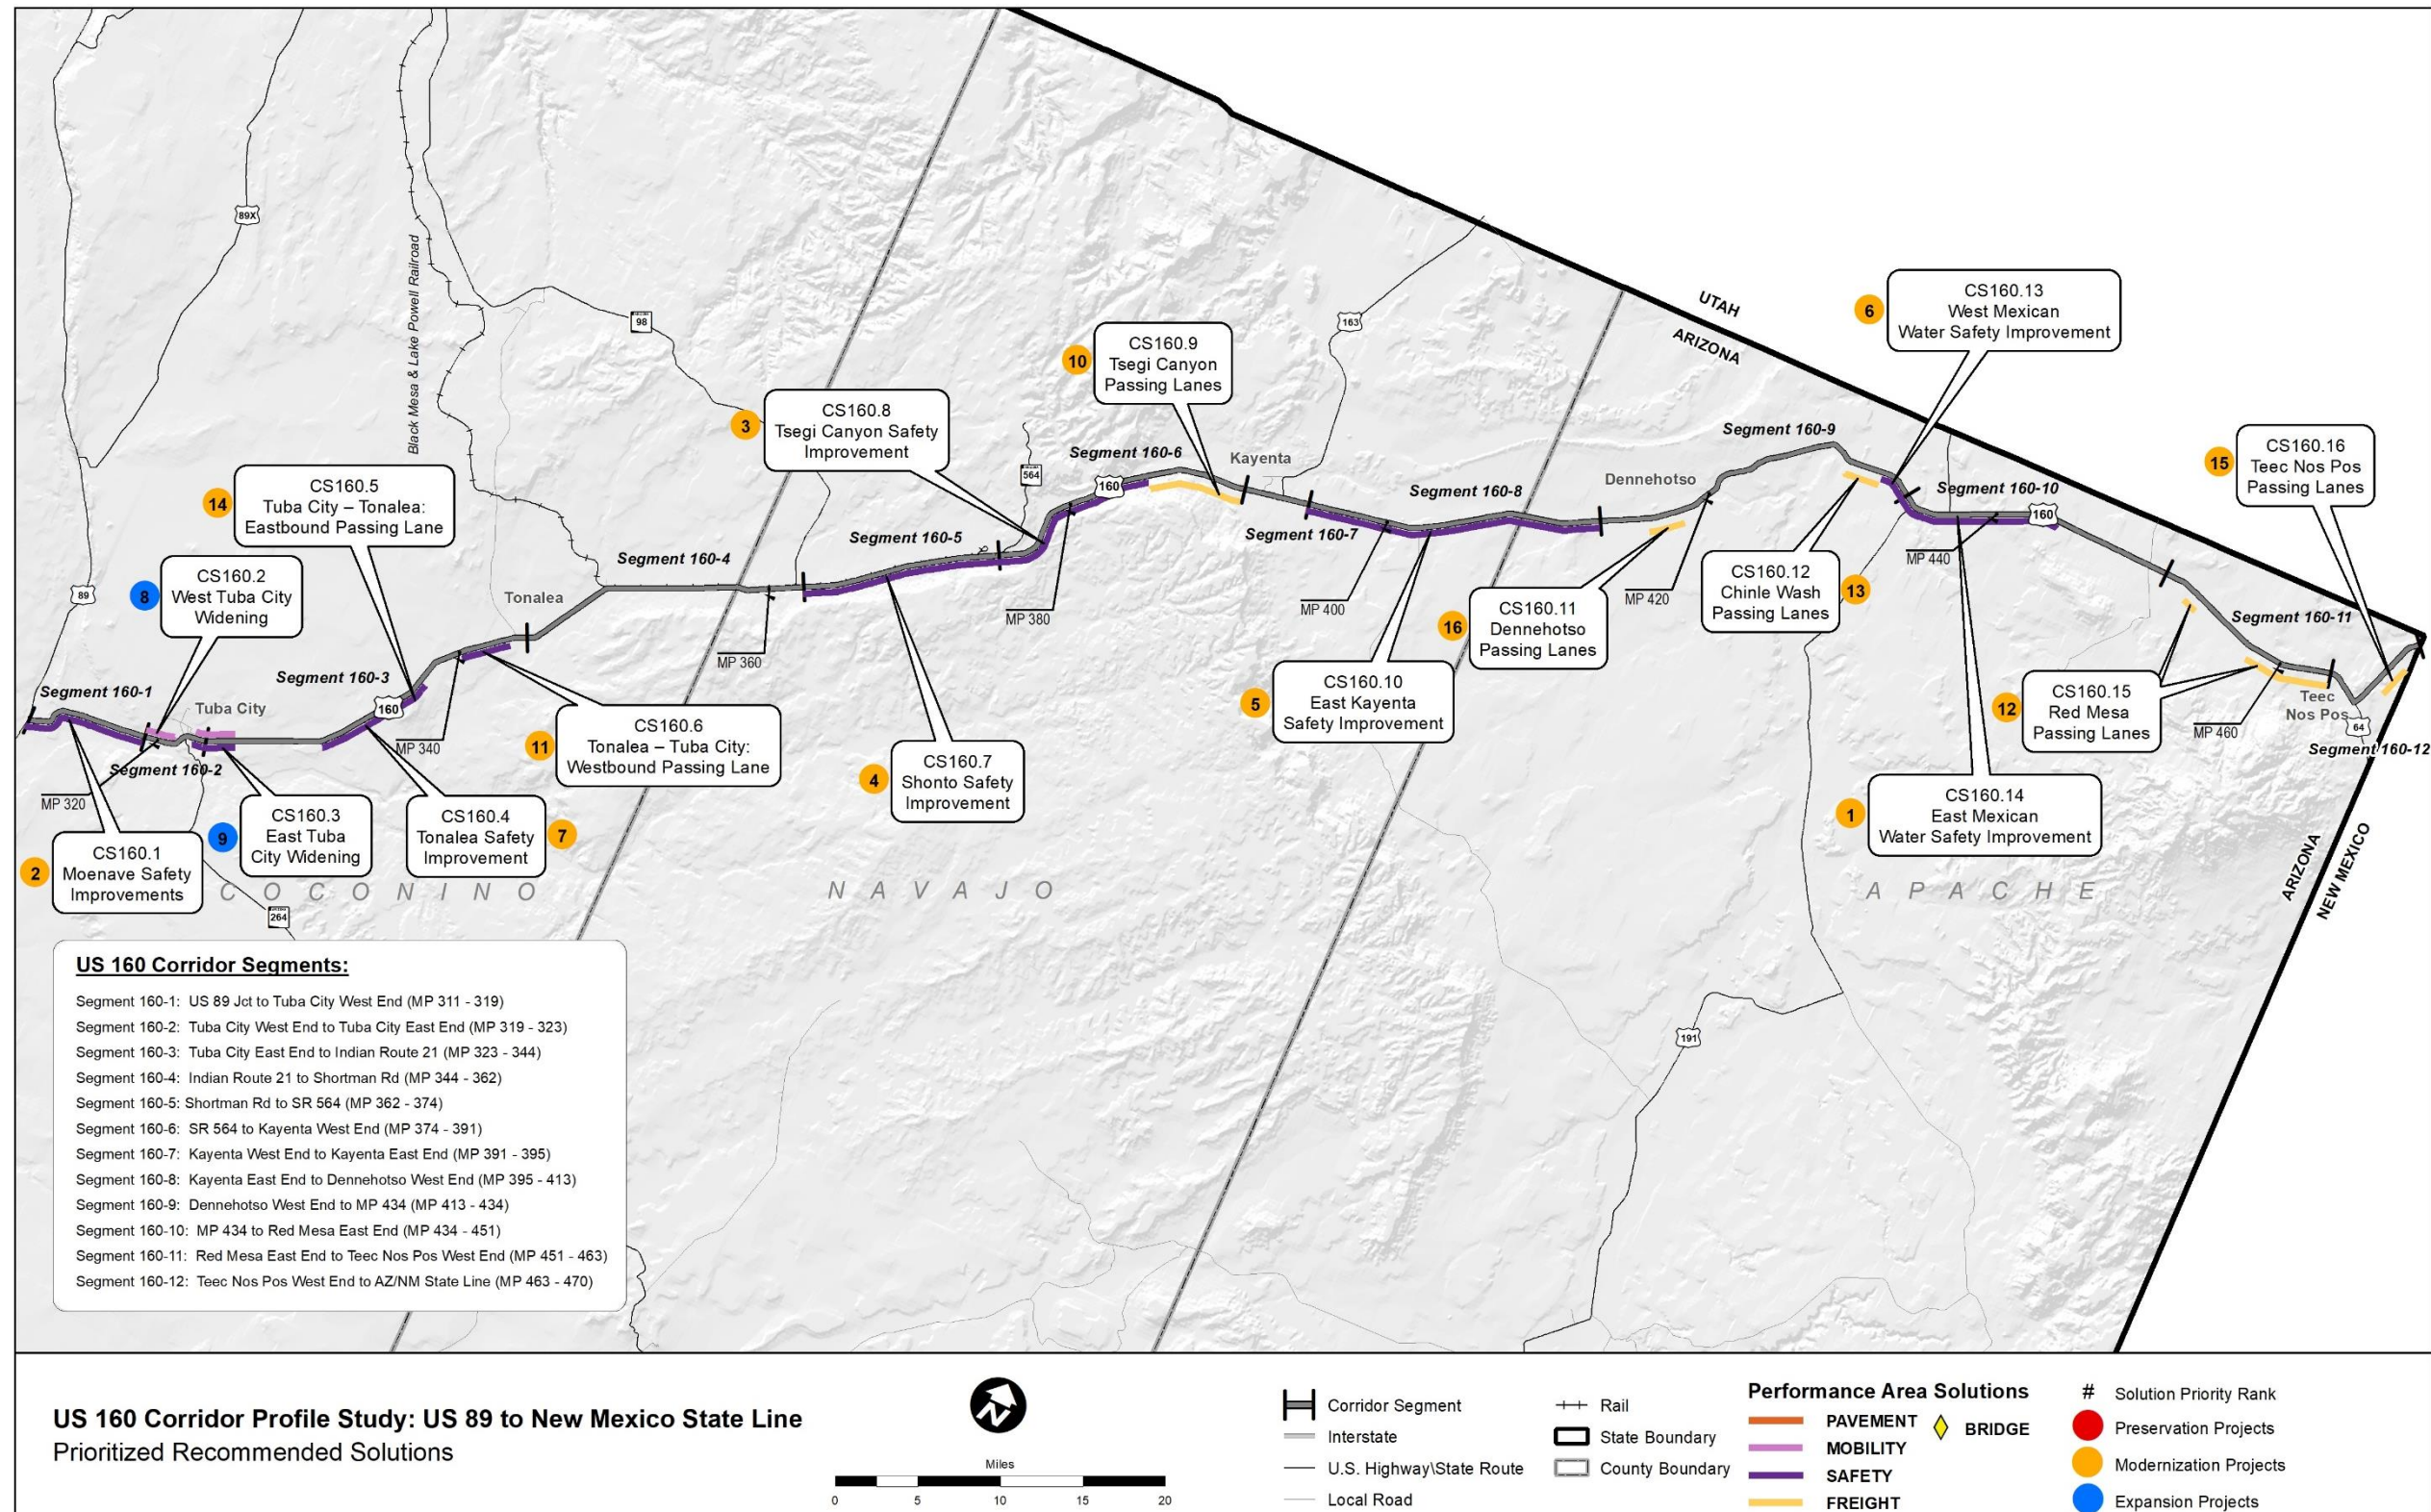 89X
Black Mesa & Lake Powell Railroad
98
163
UTAH
ARIZONA
6
CS160.13
West Mexican
Water Safety Improvement
10
CS160.9
Tsegi Canyon
Passing Lanes
3
CS160.8
Tsegi Canyon Safety
Improvement
Segment 160-9
15
CS160.16
Teec Nos Pos
Passing Lanes
14
CS160.5
Tuba City – Tonalea:
Eastbound Passing Lane
564
Segment 160-6
Kayenta
160
Dennehotso
Segment 160-8
Segment 160-10
160
Segment 160-5
Segment 160-7
Segment 160-4
MP 440
8
CS160.2
West Tuba City
Widening
89
Tonalea
MP 380
MP 400
MP 420
CS160.12
Chinle Wash
Passing Lanes
13
16
CS160.11
Dennehotso
Passing Lanes
Segment 160-11
MP 360
Segment 160-3
Segment 160-1
Tuba City
160
MP 340
5
CS160.10
East Kayenta
Safety Improvement
12
CS160.15
Red Mesa
Passing Lanes
Teec
Nos Pos
64
MP 460
Segment 160-12
11
CS160.6
Tonalea – Tuba City:
Westbound Passing Lane
Segment 160-2
MP 320
4
CS160.7
Shonto Safety
Improvement
9
CS160.3
East Tuba
City Widening
CS160.4
Tonalea Safety
Improvement
7
1
CS160.14
East Mexican
Water Safety Improvement
2
CS160.1
Moenave Safety
Improvements
ARIZONA
NEW MEXICO
COCONINO
NAVAJO
APACHE
264
191
US 160 Corridor Segments:
Segment 160-1: US 89 Jct to Tuba City West End (MP 311 - 319)
Segment 160-2: Tuba City West End to Tuba City East End (MP 319 - 323)
Segment 160-3: Tuba City East End to Indian Route 21 (MP 323 - 344)
Segment 160-4: Indian Route 21 to Shortman Rd (MP 344 - 362)
Segment 160-5: Shortman Rd to SR 564 (MP 362 - 374)
Segment 160-6: SR 564 to Kayenta West End (MP 374 - 391)
Segment 160-7: Kayenta West End to Kayenta East End (MP 391 - 395)
Segment 160-8: Kayenta East End to Dennehotso West End (MP 395 - 413)
Segment 160-9: Dennehotso West End to MP 434 (MP 413 - 434)
Segment 160-10: MP 434 to Red Mesa East End (MP 434 - 451)
Segment 160-11: Red Mesa East End to Teec Nos Pos West End (MP 451 - 463)
Segment 160-12: Teec Nos Pos West End to AZ/NM State Line (MP 463 - 470)
US 160 Corridor Profile Study: US 89 to New Mexico State Line
Prioritized Recommended Solutions
N
Miles
0 5 10 15 20
Corridor Segment
Interstate
U.S. Highway\State Route
Local Road
Rail
State Boundary
County Boundary
Performance Area Solutions
PAVEMENT
BRIDGE
MOBILITY
SAFETY
FREIGHT
# Solution Priority Rank
Preservation Projects
Modernization Projects
Expansion Projects